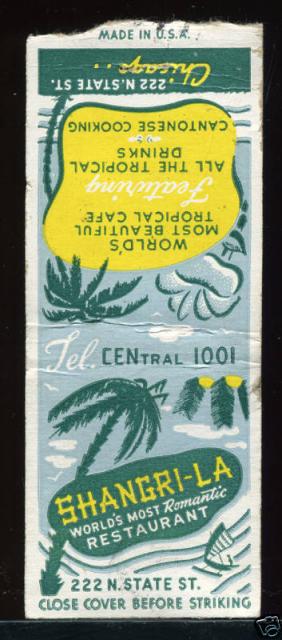 MADE IN U.S.A.
222 N. STATE ST.
Chicago..
WORLD'S
MOST BEAUTIFUL
TROPICAL CAFE
Featuring
ALL THE TROPICAL
DRINKS
&
CANTONESE COOKING
Tel. CENTRAL 1001
SHANGRI-LA
WORLD'S MOST Romantic
RESTAURANT
222 N. STATE ST.
CLOSE COVER BEFORE STRIKING